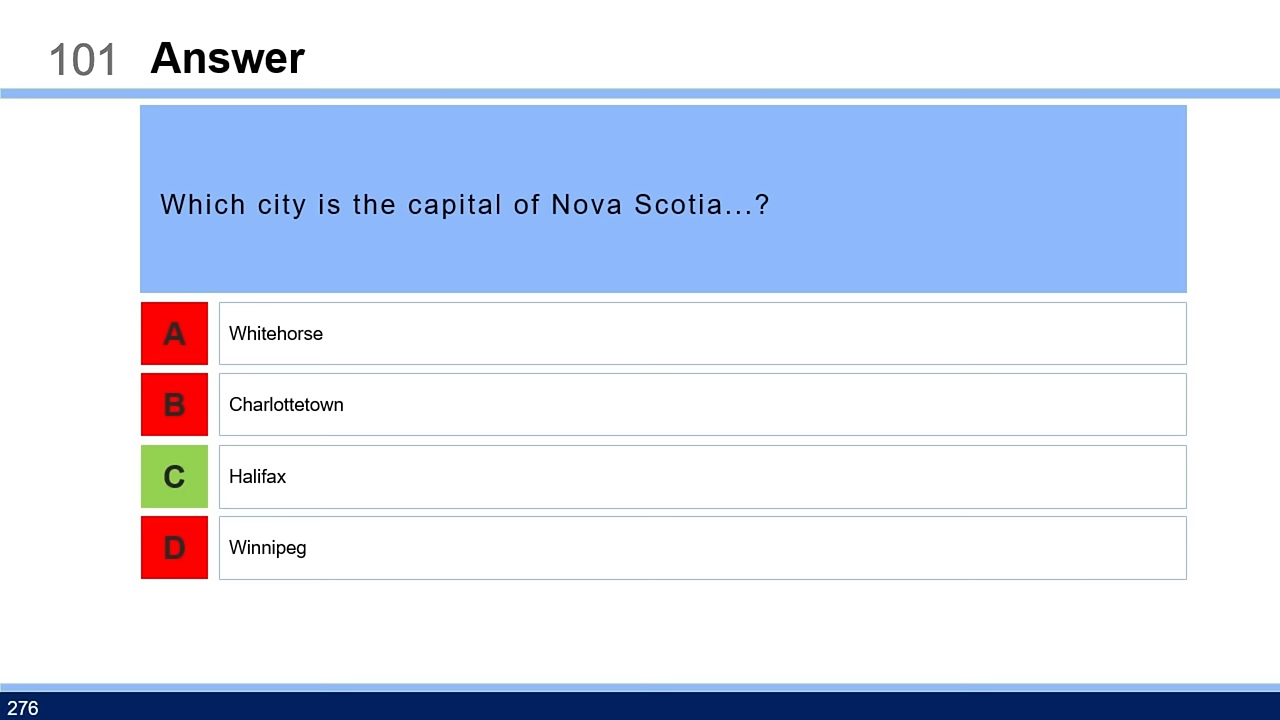 101 Answer
Which city is the capital of Nova Scotia...?
A Whitehorse
B Charlottetown
C Halifax
D Winnipeg
276